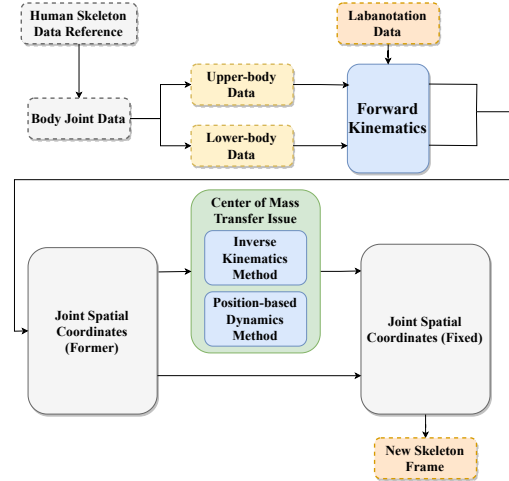 Human Skeleton
Data Reference
Labanotation
Data
Upper-body
Data
Body Joint Data
Lower-body
Data
Forward
Kinematics
Center of Mass
Transfer Issue
Inverse
Kinematics
Method
Position-based
Dynamics
Method
Joint Spatial
Coordinates
(Former)
Joint Spatial
Coordinates (Fixed)
New Skeleton
Frame